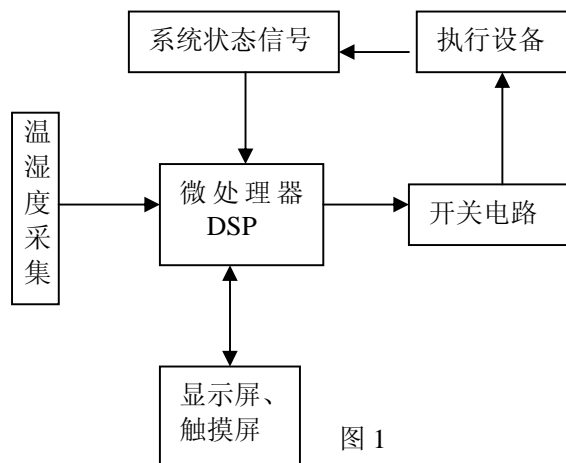 系统状态信号
执行设备
温
湿
度
采
集
微处理器
DSP
开关电路
显示屏、
触摸屏
图 1